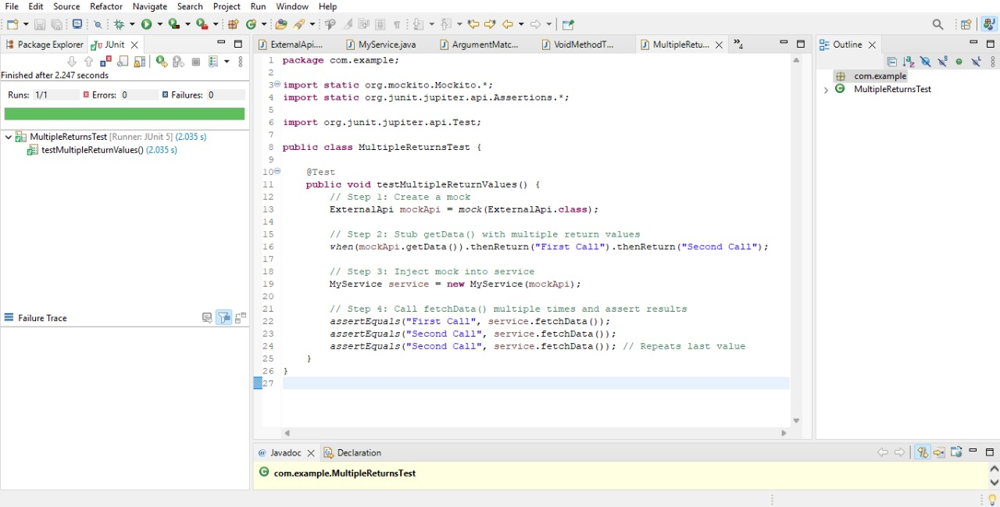 File Edit Source Refactor Navigate Search Project Run Window Help
Package Explorer JUnit
Finished after 2.247 seconds
Runs: 1/1 Errors: 0 Failures: 0
MultipleReturnsTest [Runner: JUnit 5] (2.035 s)
testMultipleReturnValues() (2.035 s)
Failure Trace
ExternalApi.... MyService.java ArgumentMatc... VoidMethodT... MultipleRetu... »4
1 package com.example;
2
3 import static org.mockito.Mockito.*;
4 import static org.junit.jupiter.api.Assertions.*;
5
6 import org.junit.jupiter.api.Test;
7
8 public class MultipleReturnsTest {
9
10 @Test
11 public void testMultipleReturnValues() {
12 // Step 1: Create a mock
13 ExternalApi mockApi = mock(ExternalApi.class);
14
15 // Step 2: Stub getData() with multiple return values
16 when(mockApi.getData()).thenReturn("First Call").thenReturn("Second Call");
17
18 // Step 3: Inject mock into service
19 MyService service = new MyService(mockApi);
20
21 // Step 4: Call fetchData() multiple times and assert results
22 assertEquals("First Call", service.fetchData());
23 assertEquals("Second Call", service.fetchData());
24 assertEquals("Second Call", service.fetchData()); // Repeats last value
25 }
26 }
27
Outline
com.example
MultipleReturnsTest
@ Javadoc Declaration
com.example.MultipleReturnsTest